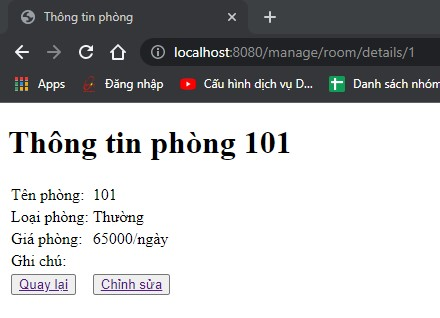 Thông tin phòng
localhost:8080/manage/room/details/1
Apps Đăng nhập Cấu hình dịch vụ D... Danh sách nhóm
Thông tin phòng 101
Tên phòng: 101
Loại phòng: Thường
Giá phòng: 65000/ngày
Ghi chú:
Quay lại Chỉnh sửa